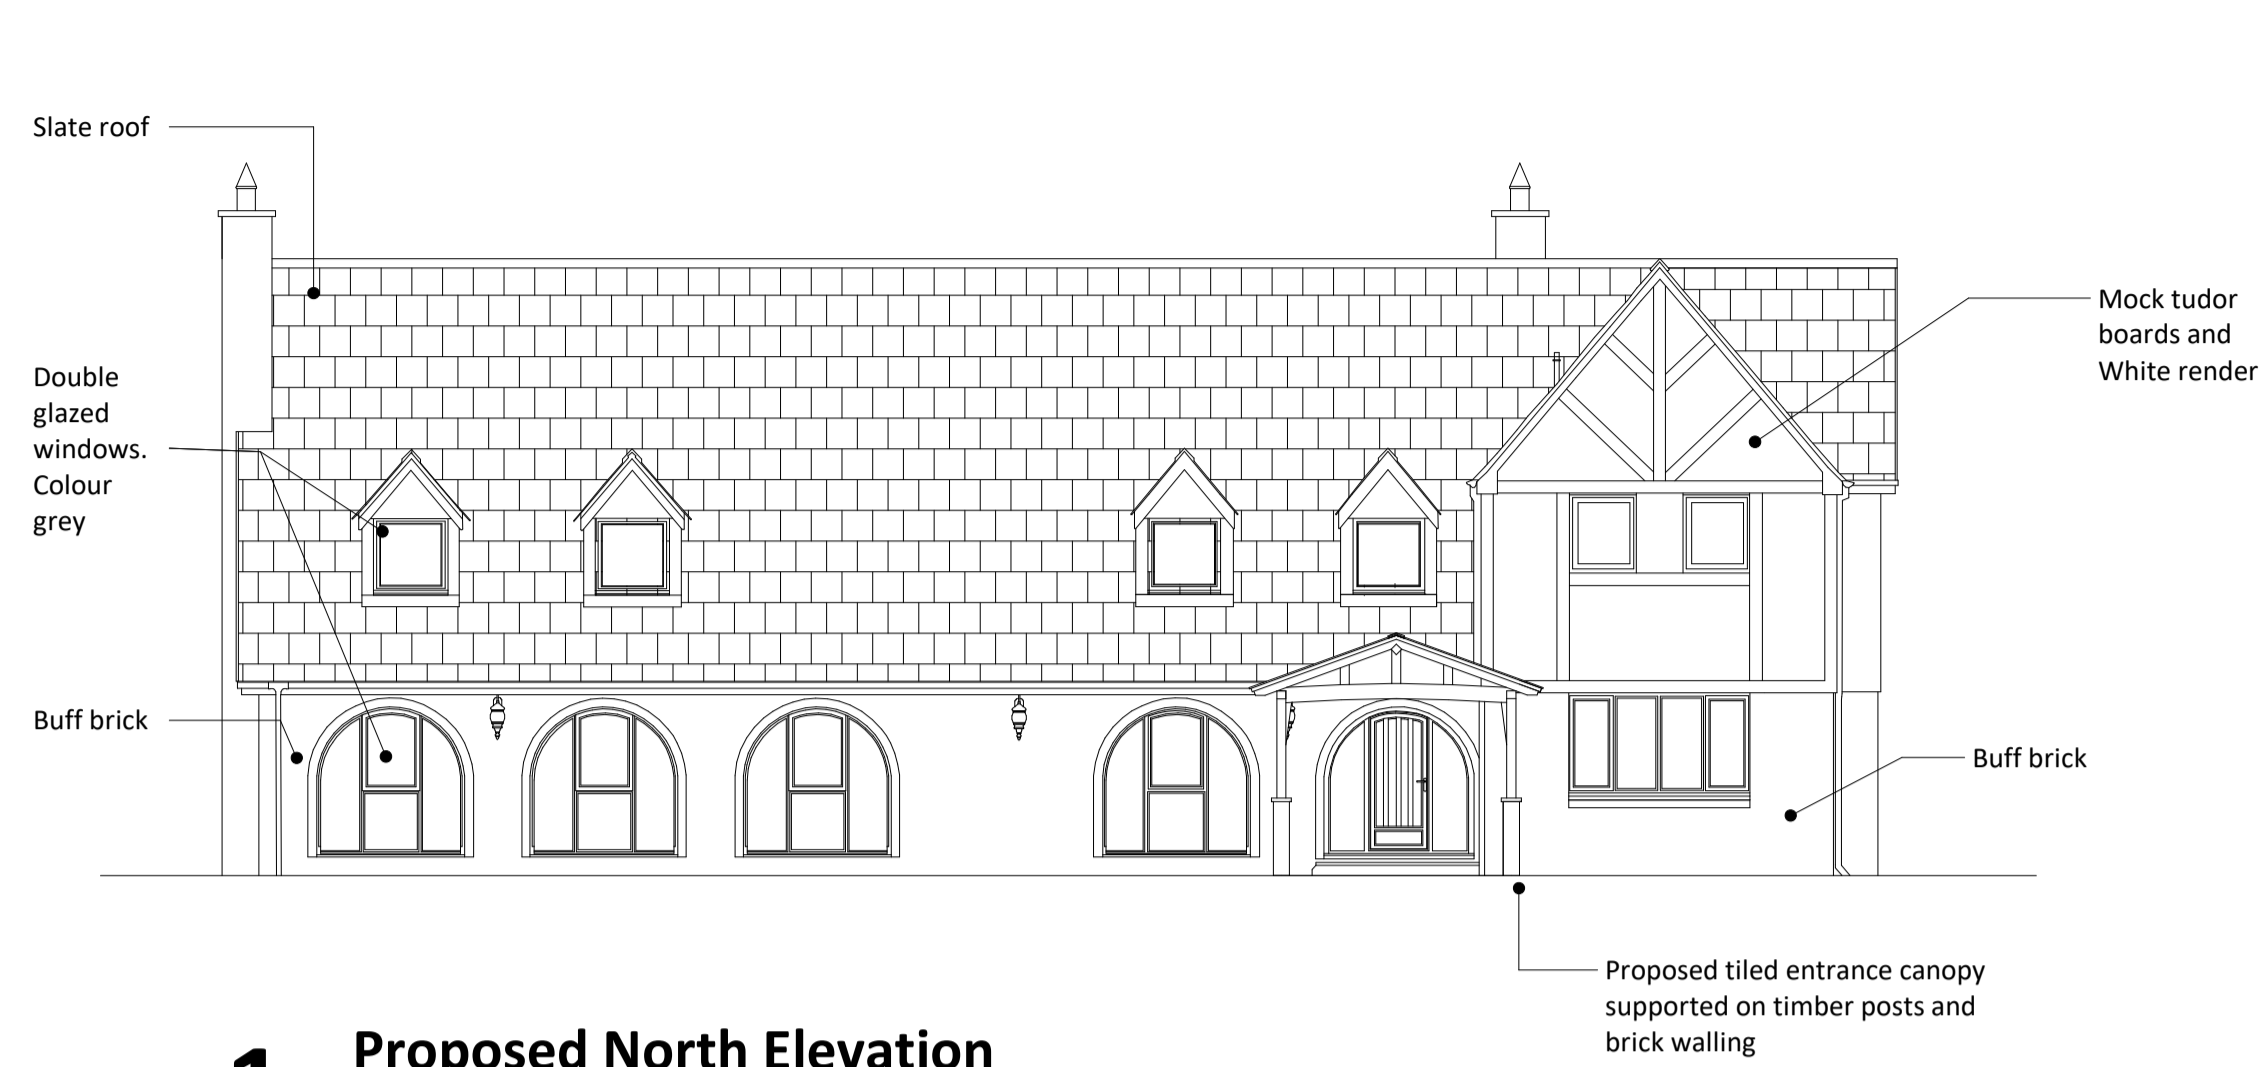 Slate roof
Double
glazed
windows.
Colour
grey
Buff brick
Mock tudor
boards and
White render
Buff brick
Proposed tiled entrance canopy
supported on timber posts and
brick walling
1
Proposed North Elevation